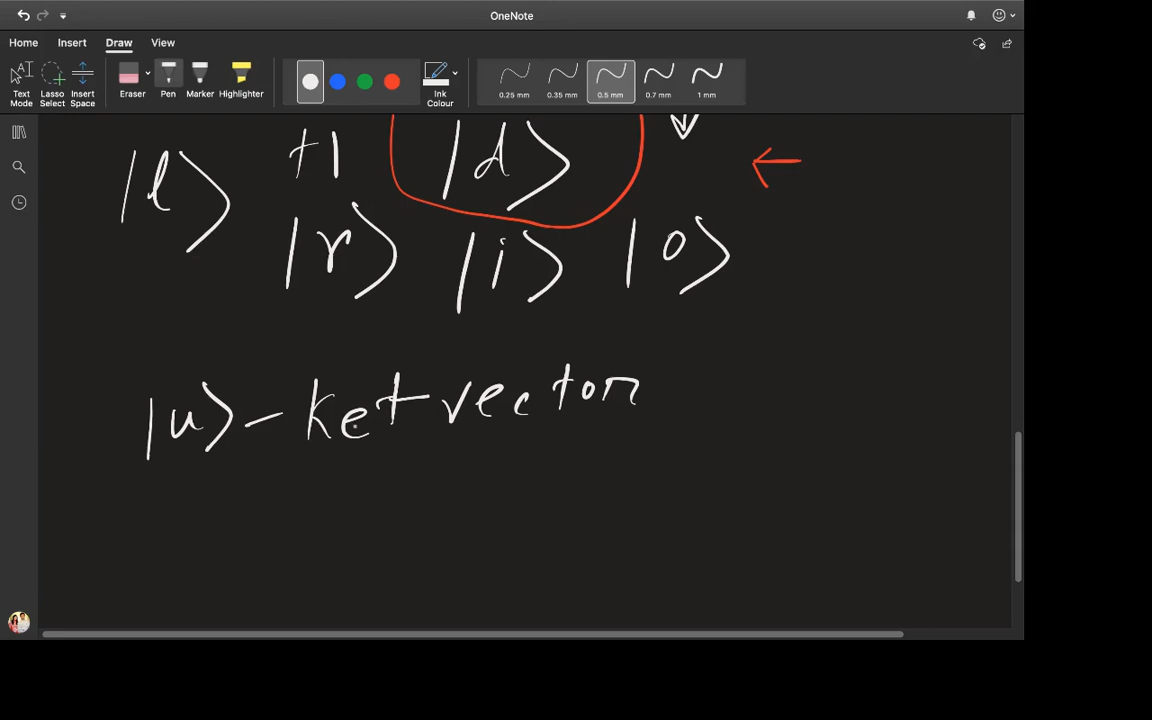 OneNote
Home Insert Draw View
Text Mode Lasso Select Insert Space Eraser Pen Marker Highlighter Ink Colour 0.25 mm 0.35 mm 0.5 mm 0.7 mm 1 mm
|l⟩ +1 |d⟩
|r⟩ |i⟩ |o⟩
|u⟩ – ket vector